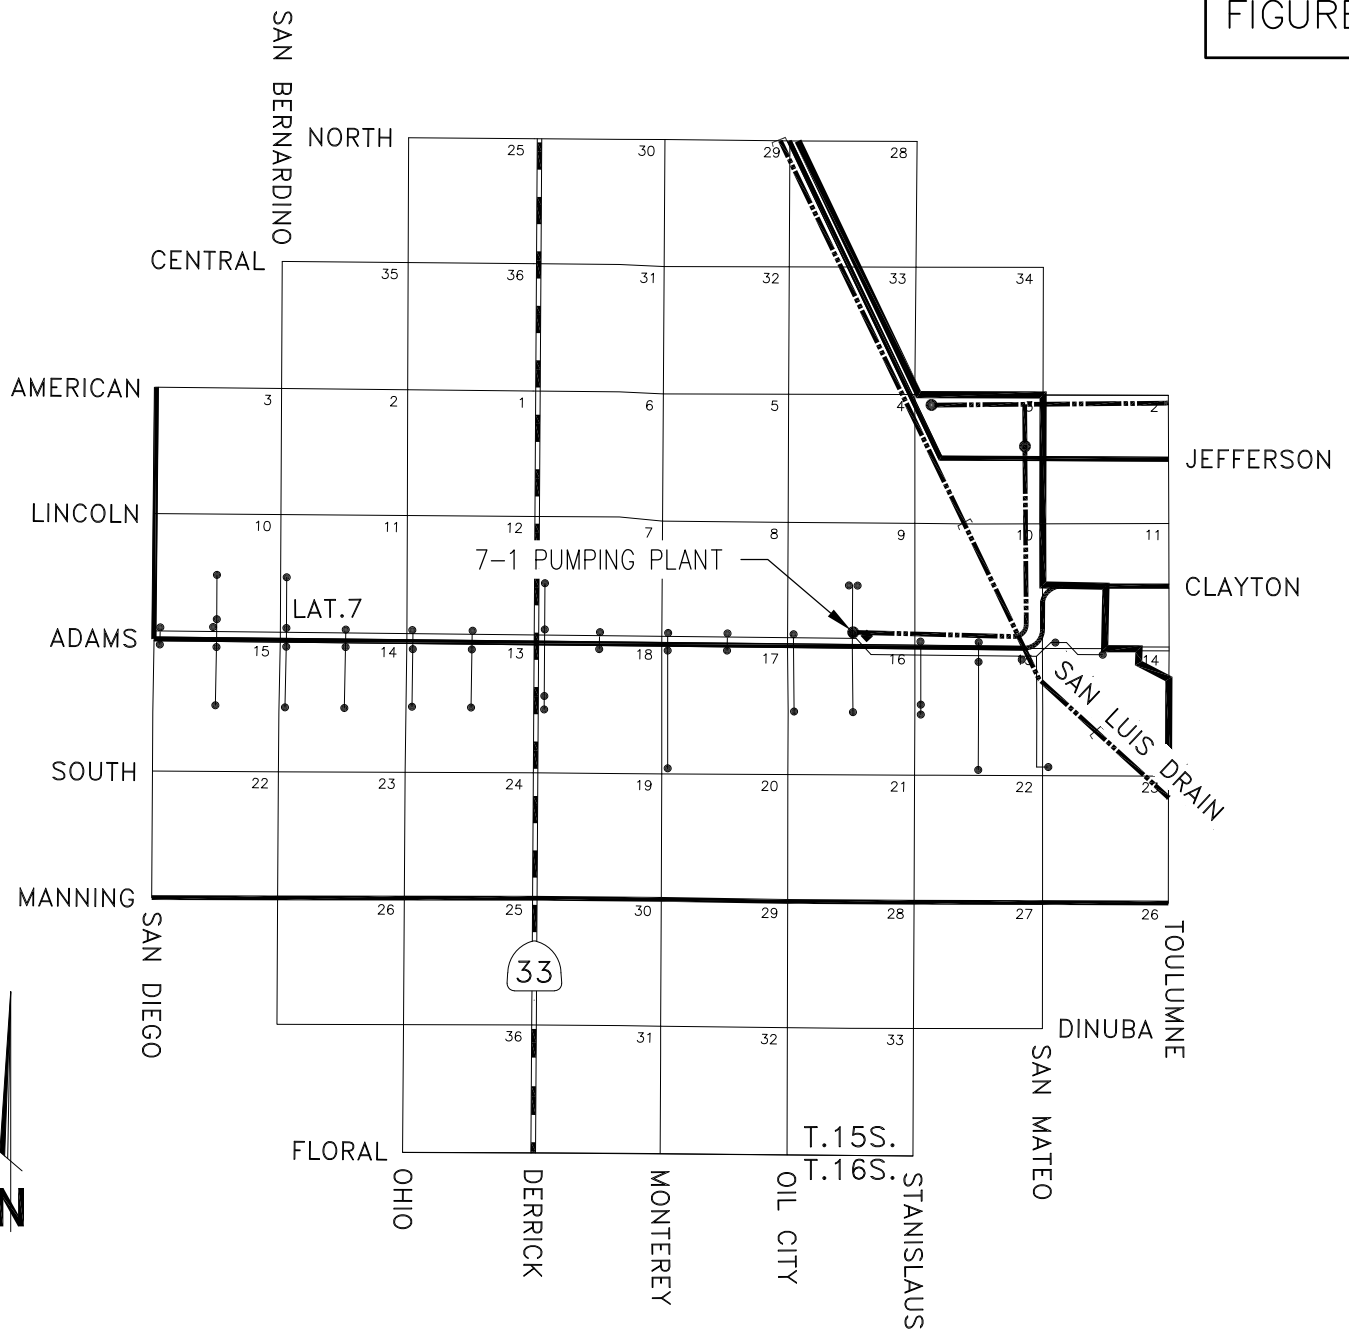 FIGURE
SAN BERNARDINO
NORTH
25 30 29 28
CENTRAL
35 36 31 32 33 34
AMERICAN
3 2 1 6 5 4 2
JEFFERSON
LINCOLN
10 11 12 7 8 9 10 11
7-1 PUMPING PLANT
CLAYTON
LAT.7
ADAMS
15 14 13 18 17 16 14
SAN LUIS DRAIN
SOUTH
22 23 24 19 20 21 22 23
MANNING
26 25 30 29 28 27 26
SAN DIEGO
TOULUMNE
33
DINUBA
36 31 32 33
SAN MATEO
FLORAL
T.15S.
T.16S.
OHIO
DERRICK
MONTEREY
OIL CITY
STANISLAUS
N